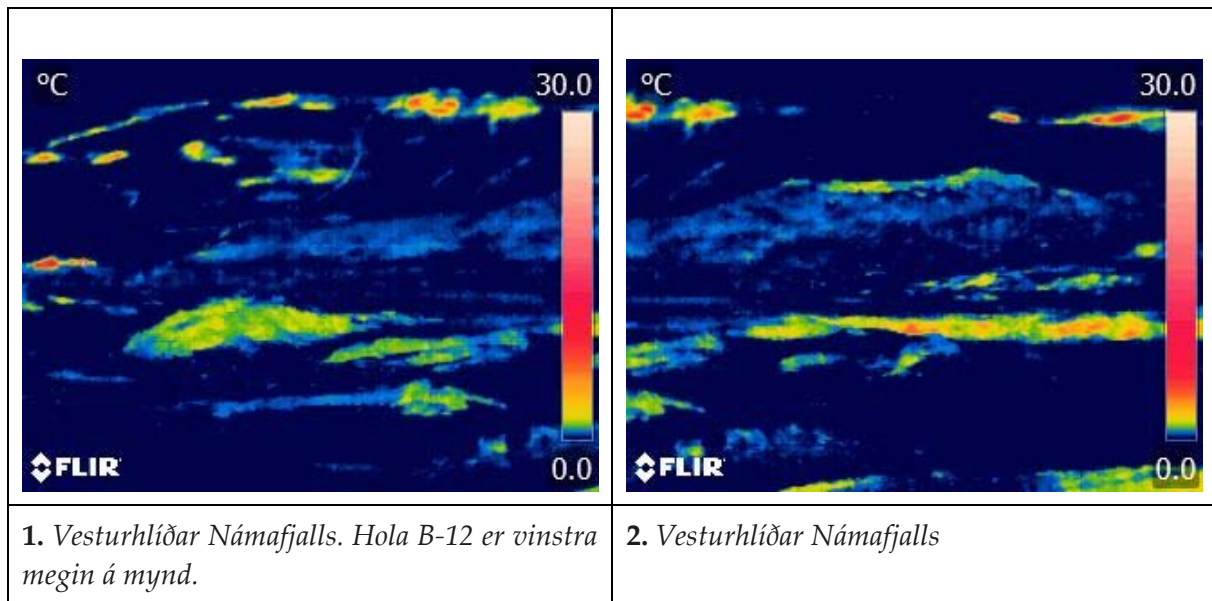 °C 30.0
FLIR
0.0
°C 30.0
FLIR
0.0
1. Vesturhlíðar Námafjalls. Hola B-12 er vinstra
megin á mynd.
2. Vesturhlíðar Námafjalls